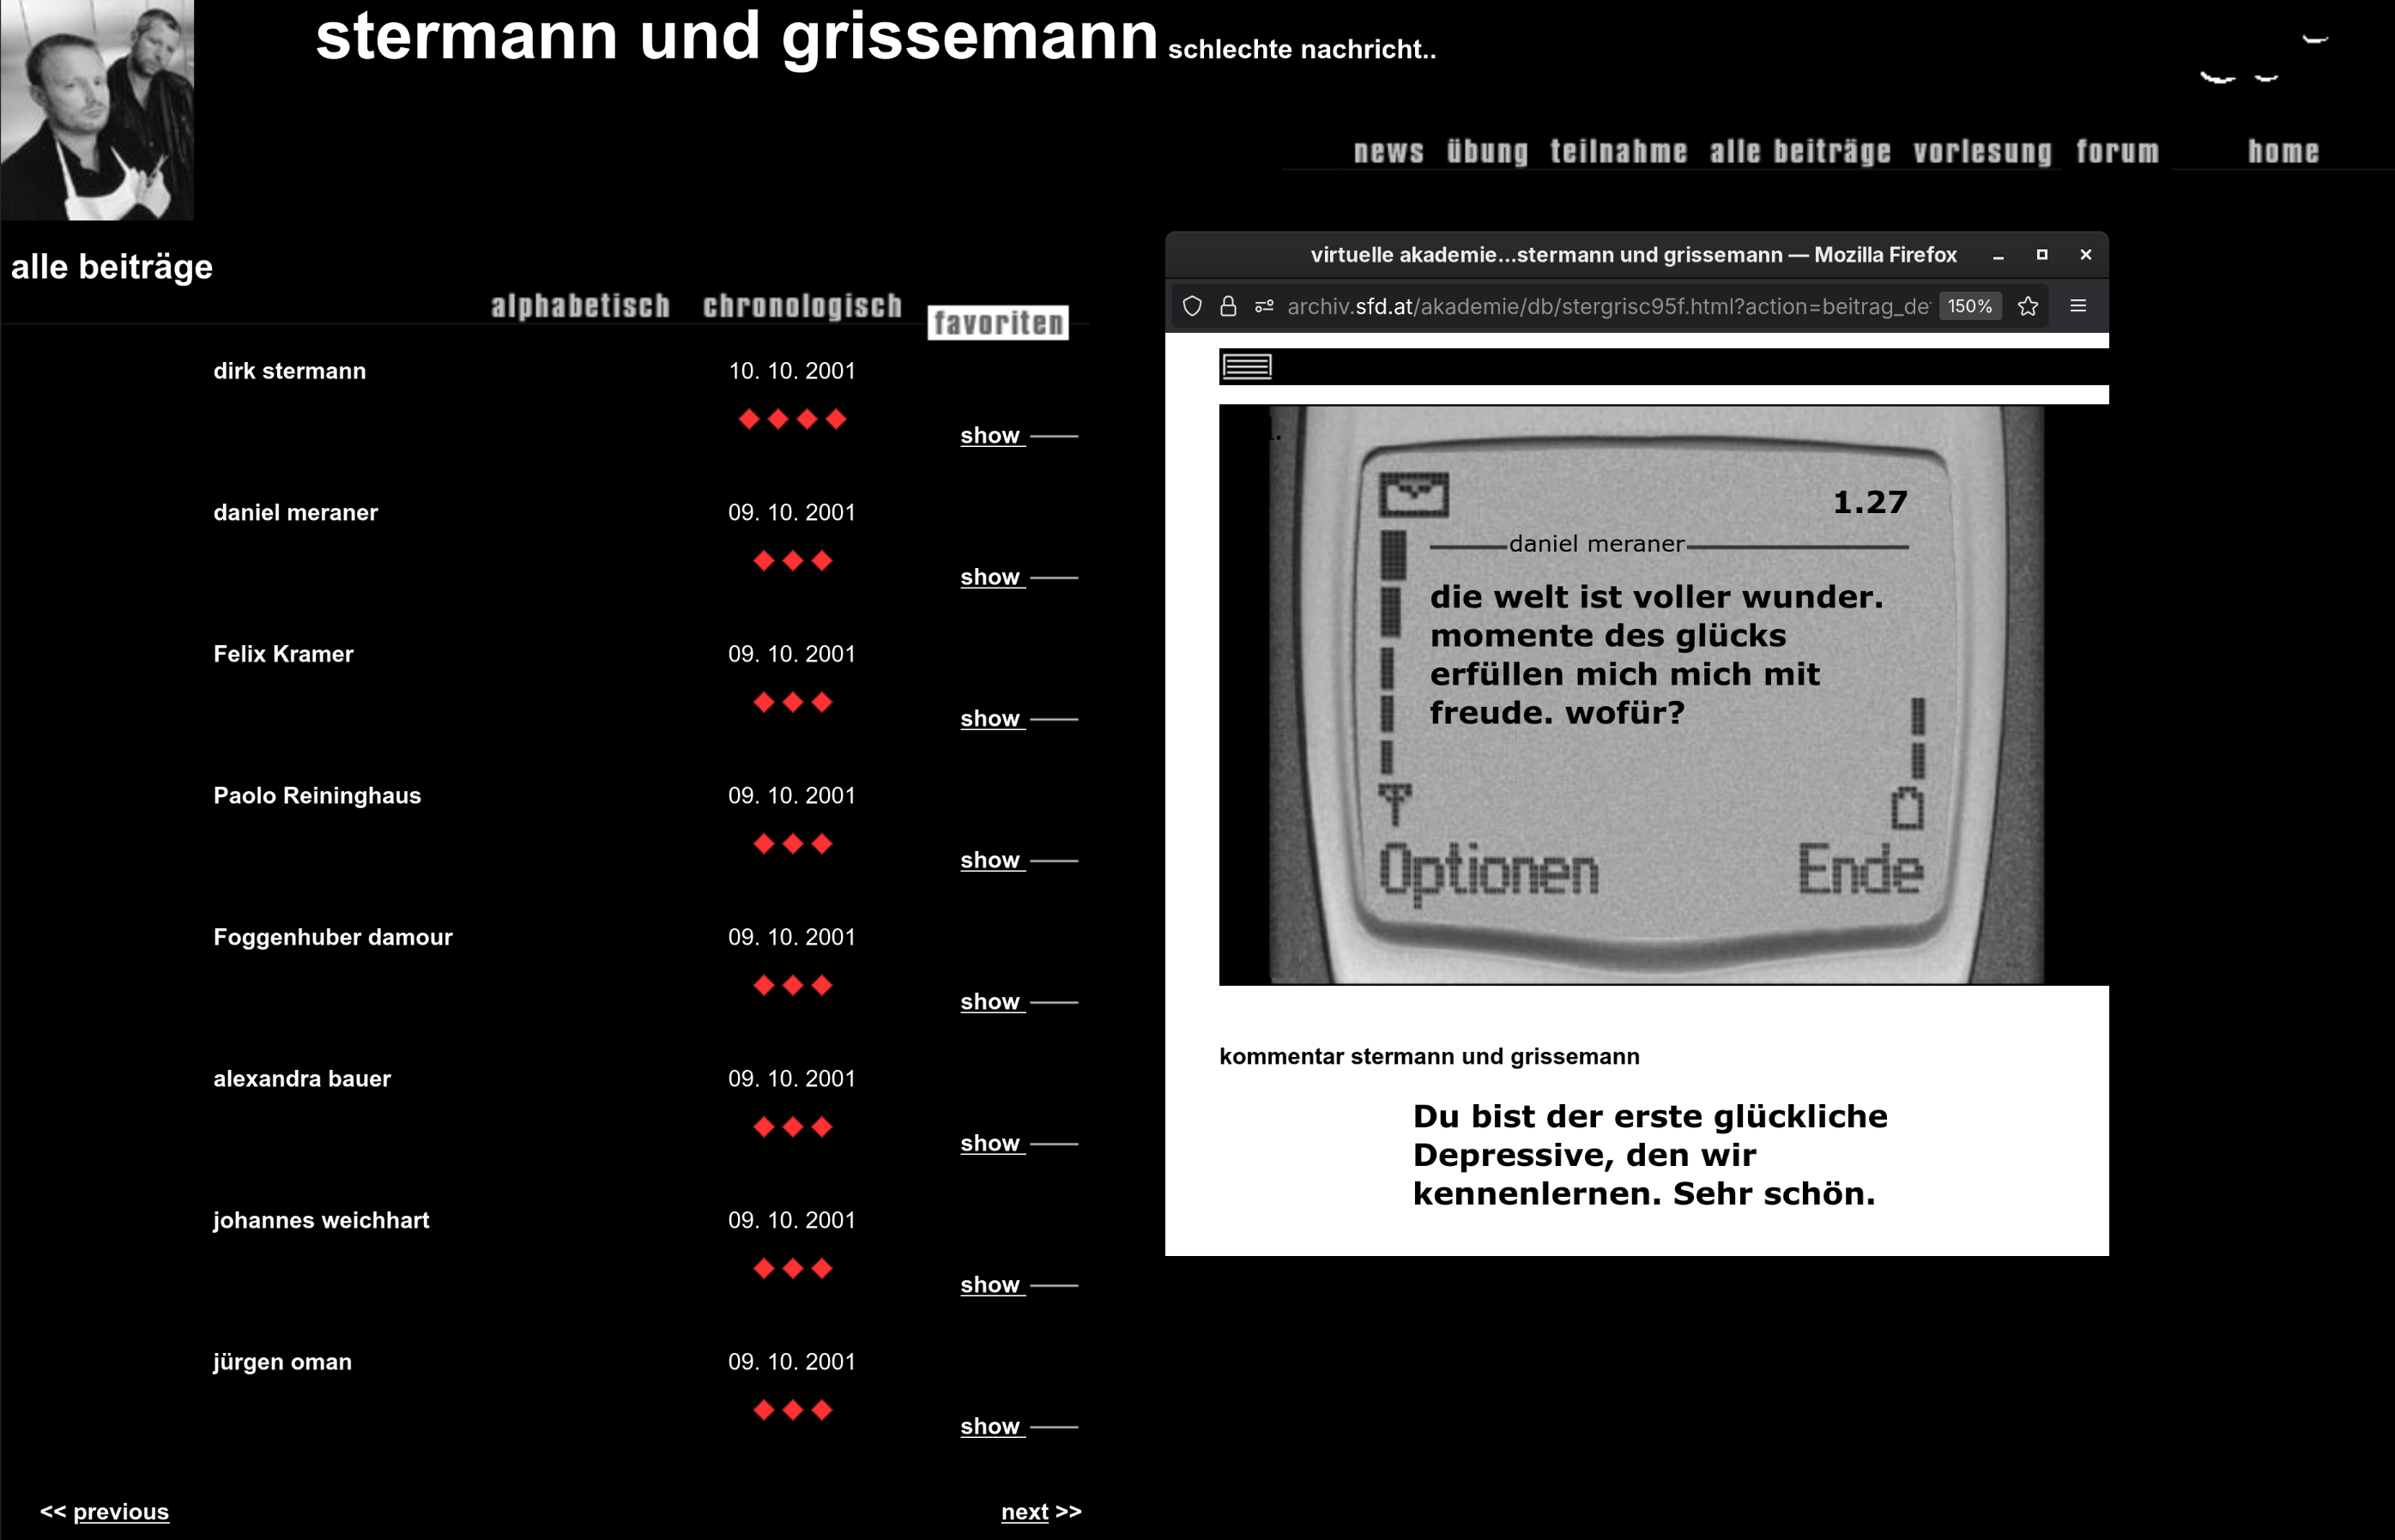 stermann und grissemann schlechte nachricht..
news übung teilnahme alle beiträge vorlesung forum home
alle beiträge
alphabetisch chronologisch favoriten
dirk stermann 10. 10. 2001
show
daniel meraner 09. 10. 2001
show
Felix Kramer 09. 10. 2001
show
Paolo Reininghaus 09. 10. 2001
show
Foggenhuber damour 09. 10. 2001
show
alexandra bauer 09. 10. 2001
show
johannes weichhart 09. 10. 2001
show
jürgen oman 09. 10. 2001
show
<< previous next >>
virtuelle akademie...stermann und grissemann — Mozilla Firefox
archiv.sfd.at/akademie/db/stergrisc95f.html?action=beitrag_de 150%
1.27
daniel meraner
die welt ist voller wunder.
momente des glücks
erfüllen mich mich mit
freude. wofür?
Optionen Ende
kommentar stermann und grissemann
Du bist der erste glückliche
Depressive, den wir
kennenlernen. Sehr schön.